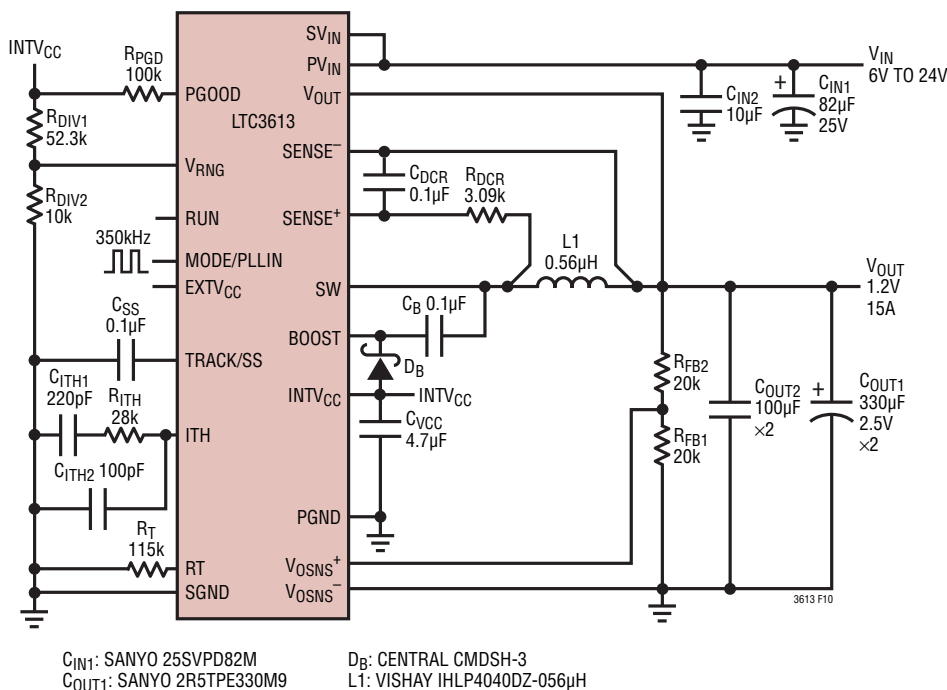 INTVCC
RPGD
100k
RDIV1
52.3k
RDIV2
10k
350kHz
CSS
0.1µF
CITH1
220pF
RITH
28k
CITH2 100pF
RT
115k
LTC3613
PGOOD
VRNG
RUN
MODE/PLLIN
EXTVCC
TRACK/SS
ITH
RT
SGND
SVIN
PVIN
VOUT
SENSE–
SENSE+
SW
BOOST
INTVCC
PGND
VOSNS+
VOSNS–
VIN
6V TO 24V
CIN2
10µF
+
CIN1
82µF
25V
CDCR
0.1µF
RDCR
3.09k
L1
0.56µH
CB 0.1µF
DB
INTVCC
CVCC
4.7µF
VOUT
1.2V
15A
RFB2
20k
RFB1
20k
COUT2
100µF
×2
+
COUT1
330µF
2.5V
×2
3613 F10
CIN1: SANYO 25SVPD82M
COUT1: SANYO 2R5TPE330M9
DB: CENTRAL CMDSH-3
L1: VISHAY IHLP4040DZ-056µH